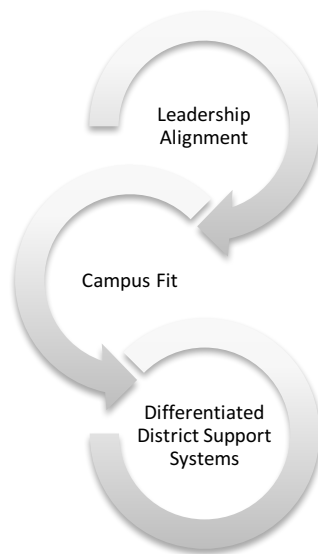 Leadership
Alignment
Campus Fit
Differentiated
District Support
Systems